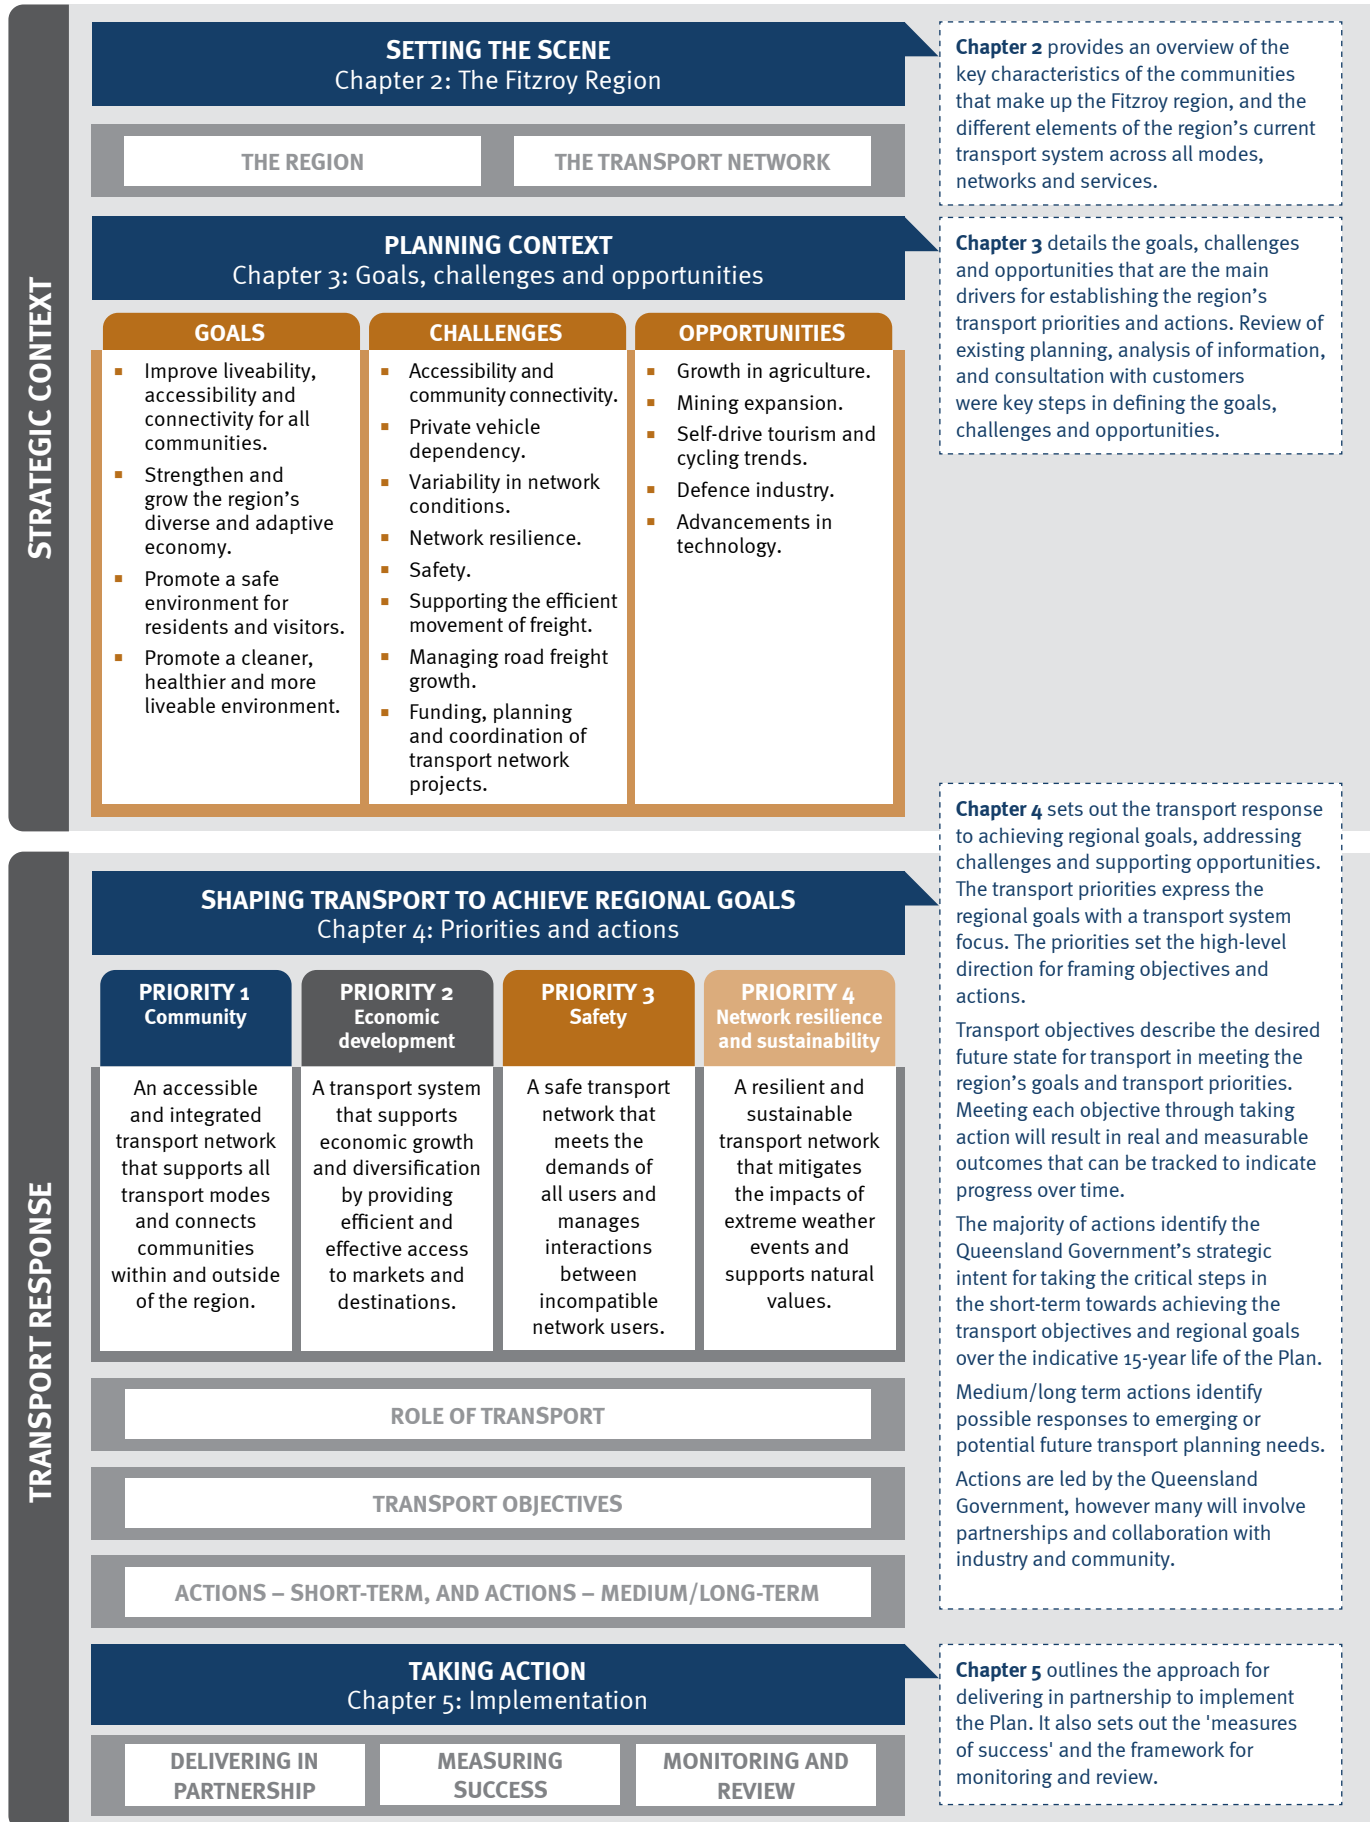 STRATEGIC CONTEXT
SETTING THE SCENE
Chapter 2: The Fitzroy Region
THE REGION
THE TRANSPORT NETWORK
Chapter 2 provides an overview of the
key characteristics of the communities
that make up the Fitzroy region, and the
different elements of the region’s current
transport system across all modes,
networks and services.
PLANNING CONTEXT
Chapter 3: Goals, challenges and opportunities
Chapter 3 details the goals, challenges
and opportunities that are the main
drivers for establishing the region’s
transport priorities and actions. Review of
existing planning, analysis of information,
and consultation with customers
were key steps in defining the goals,
challenges and opportunities.
GOALS
▪ Improve liveability,
accessibility and
connectivity for all
communities.
▪ Strengthen and
grow the region’s
diverse and adaptive
economy.
▪ Promote a safe
environment for
residents and visitors.
▪ Promote a cleaner,
healthier and more
liveable environment.
CHALLENGES
▪ Accessibility and
community connectivity.
▪ Private vehicle
dependency.
▪ Variability in network
conditions.
▪ Network resilience.
▪ Safety.
▪ Supporting the efficient
movement of freight.
▪ Managing road freight
growth.
▪ Funding, planning
and coordination of
transport network
projects.
OPPORTUNITIES
▪ Growth in agriculture.
▪ Mining expansion.
▪ Self-drive tourism and
cycling trends.
▪ Defence industry.
▪ Advancements in
technology.
TRANSPORT RESPONSE
SHAPING TRANSPORT TO ACHIEVE REGIONAL GOALS
Chapter 4: Priorities and actions
PRIORITY 1
Community
An accessible
and integrated
transport network
that supports all
transport modes
and connects
communities
within and outside
of the region.
PRIORITY 2
Economic
development
A transport system
that supports
economic growth
and diversification
by providing
efficient and
effective access
to markets and
destinations.
PRIORITY 3
Safety
A safe transport
network that
meets the
demands of
all users and
manages
interactions
between
incompatible
network users.
PRIORITY 4
Network resilience
and sustainability
A resilient and
sustainable
transport network
that mitigates
the impacts of
extreme weather
events and
supports natural
values.
ROLE OF TRANSPORT
TRANSPORT OBJECTIVES
ACTIONS – SHORT-TERM, AND ACTIONS – MEDIUM/LONG-TERM
Chapter 4 sets out the transport response
to achieving regional goals, addressing
challenges and supporting opportunities.
The transport priorities express the
regional goals with a transport system
focus. The priorities set the high-level
direction for framing objectives and
actions.
Transport objectives describe the desired
future state for transport in meeting the
region’s goals and transport priorities.
Meeting each objective through taking
action will result in real and measurable
outcomes that can be tracked to indicate
progress over time.
The majority of actions identify the
Queensland Government’s strategic
intent for taking the critical steps in
the short-term towards achieving the
transport objectives and regional goals
over the indicative 15-year life of the Plan.
Medium/long term actions identify
possible responses to emerging or
potential future transport planning needs.
Actions are led by the Queensland
Government, however many will involve
partnerships and collaboration with
industry and community.
TAKING ACTION
Chapter 5: Implementation
DELIVERING IN
PARTNERSHIP
MEASURING
SUCCESS
MONITORING AND
REVIEW
Chapter 5 outlines the approach for
delivering in partnership to implement
the Plan. It also sets out the 'measures
of success' and the framework for
monitoring and review.